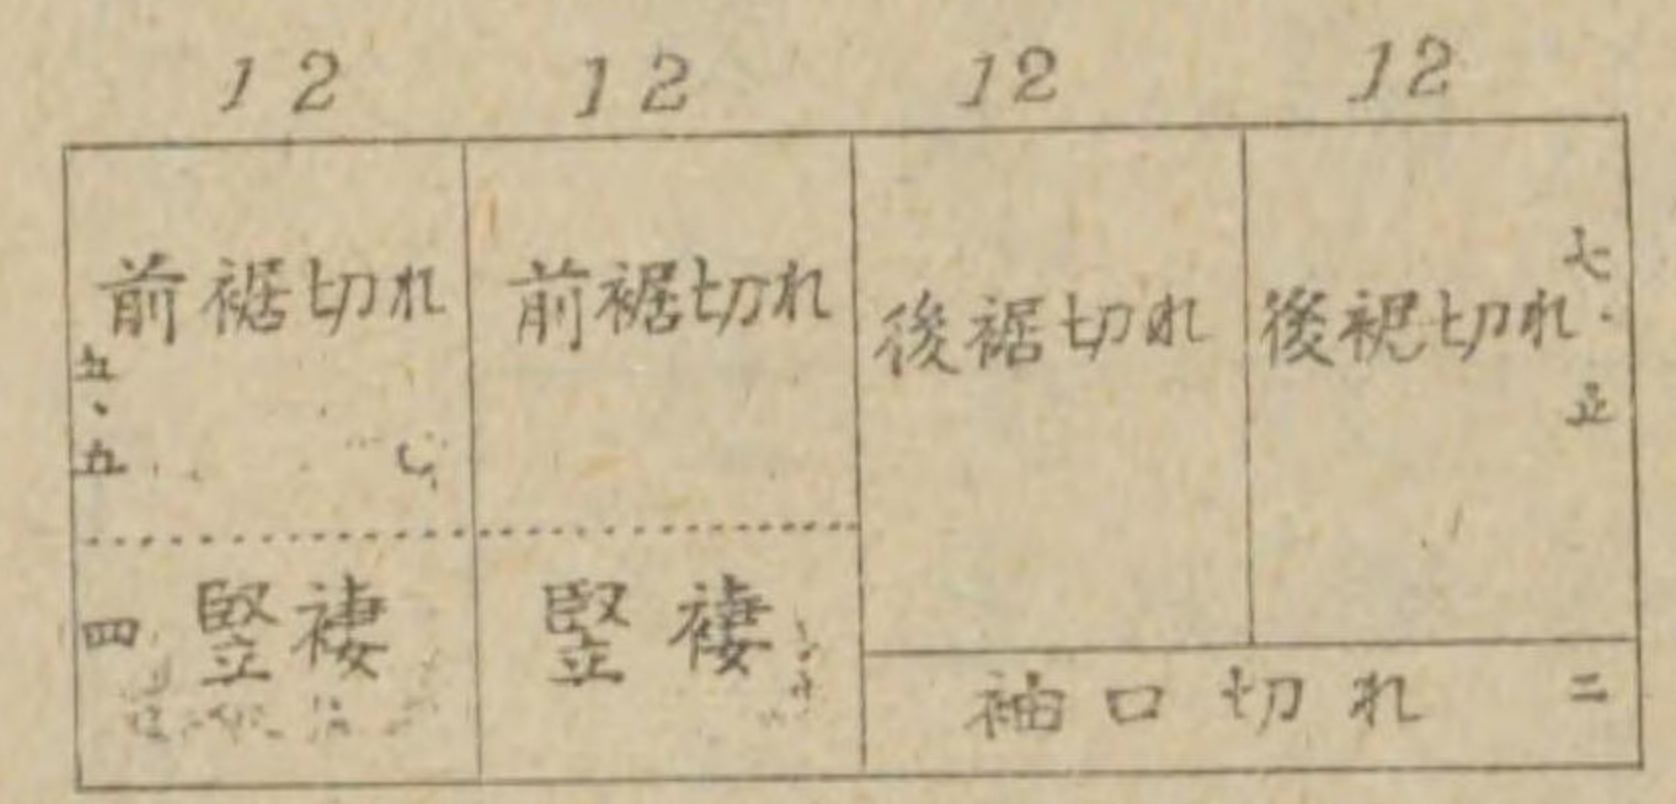 12 12 12 12
前裾切れ 前裾切れ 後裾切れ 後裾切れ
五・五
七・五
四 竪褄 竪褄
袖口切れ 二